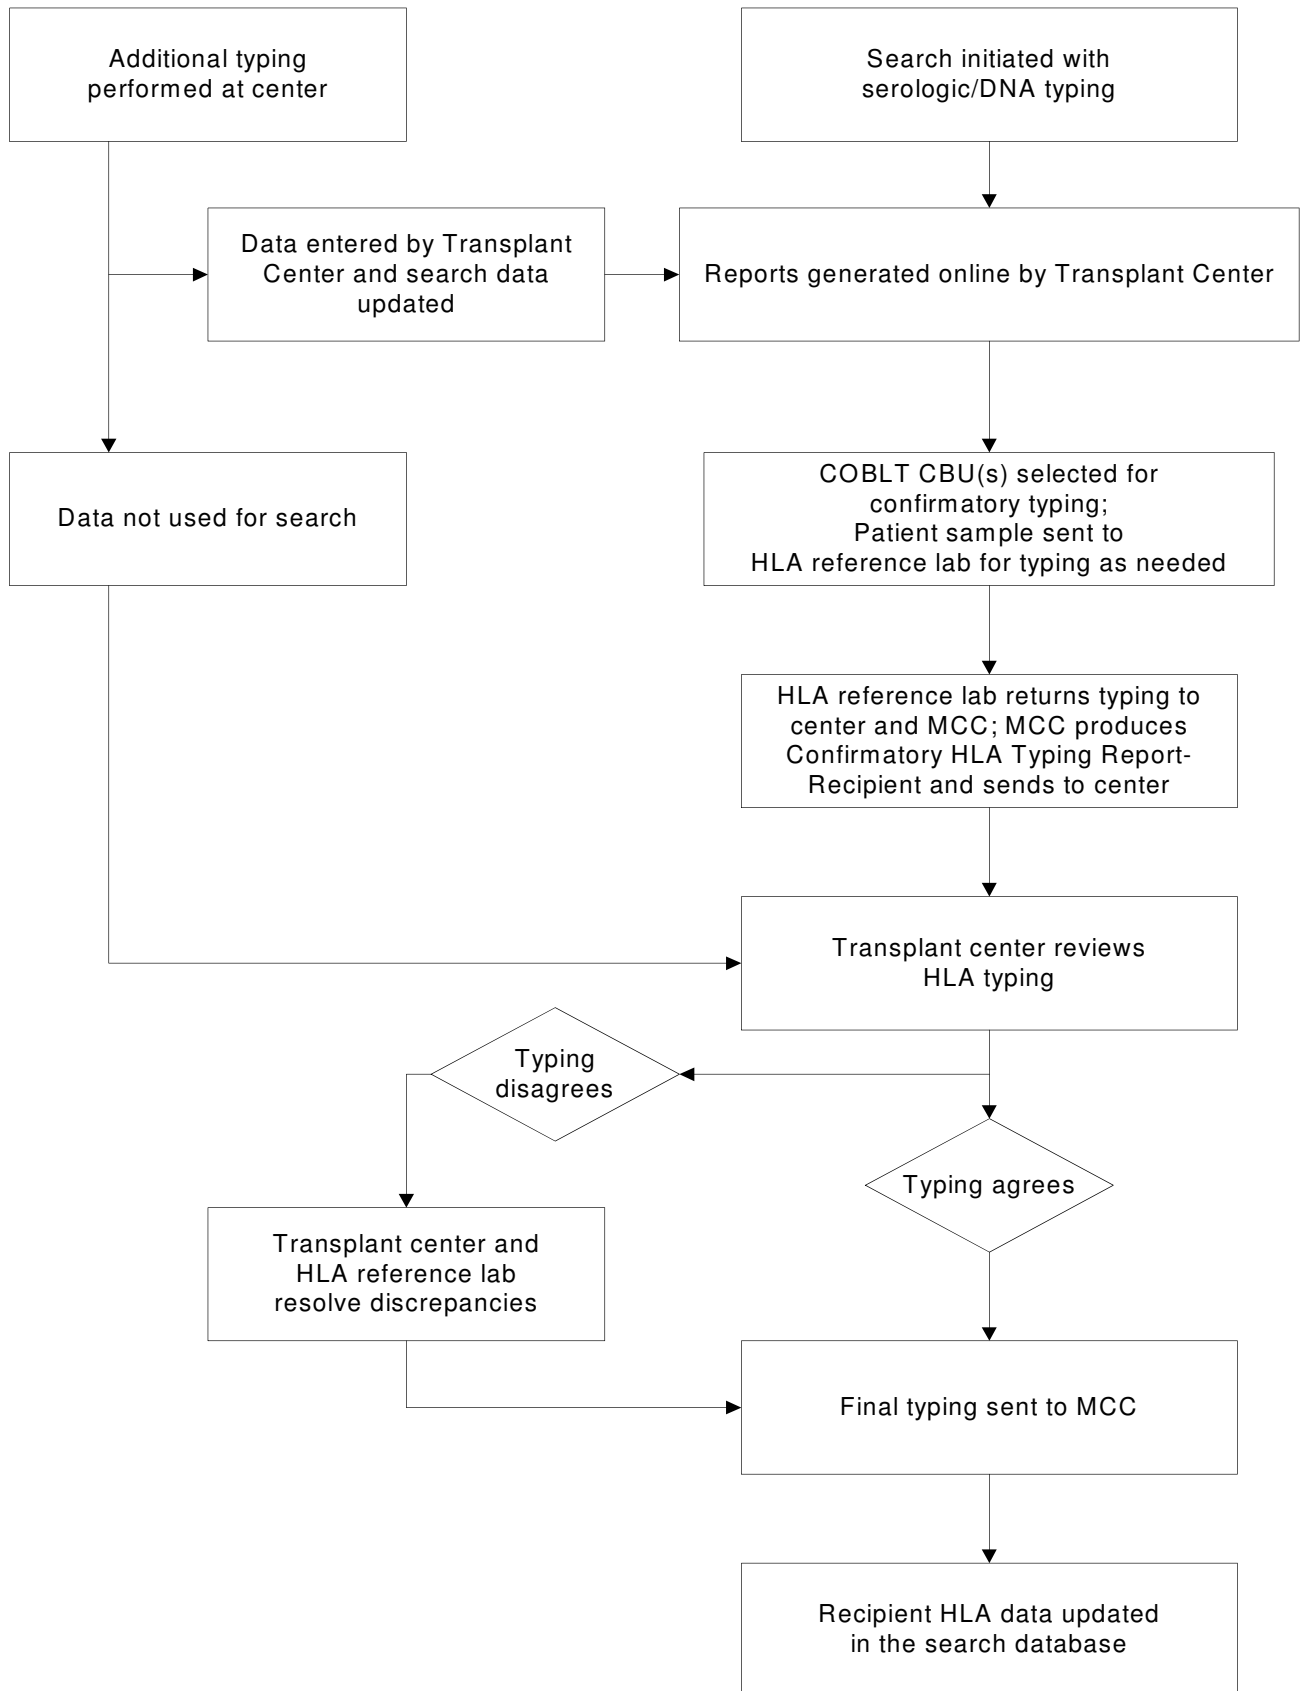 Additional typing
performed at center
Search initiated with
serologic/DNA typing
Data entered by Transplant
Center and search data
updated
Reports generated online by Transplant Center
Data not used for search
COBLT CBU(s) selected for
confirmatory typing;
Patient sample sent to
HLA reference lab for typing as needed
HLA reference lab returns typing to
center and MCC; MCC produces
Confirmatory HLA Typing Report-
Recipient and sends to center
Transplant center reviews
HLA typing
Typing
disagrees
Typing agrees
Transplant center and
HLA reference lab
resolve discrepancies
Final typing sent to MCC
Recipient HLA data updated
in the search database